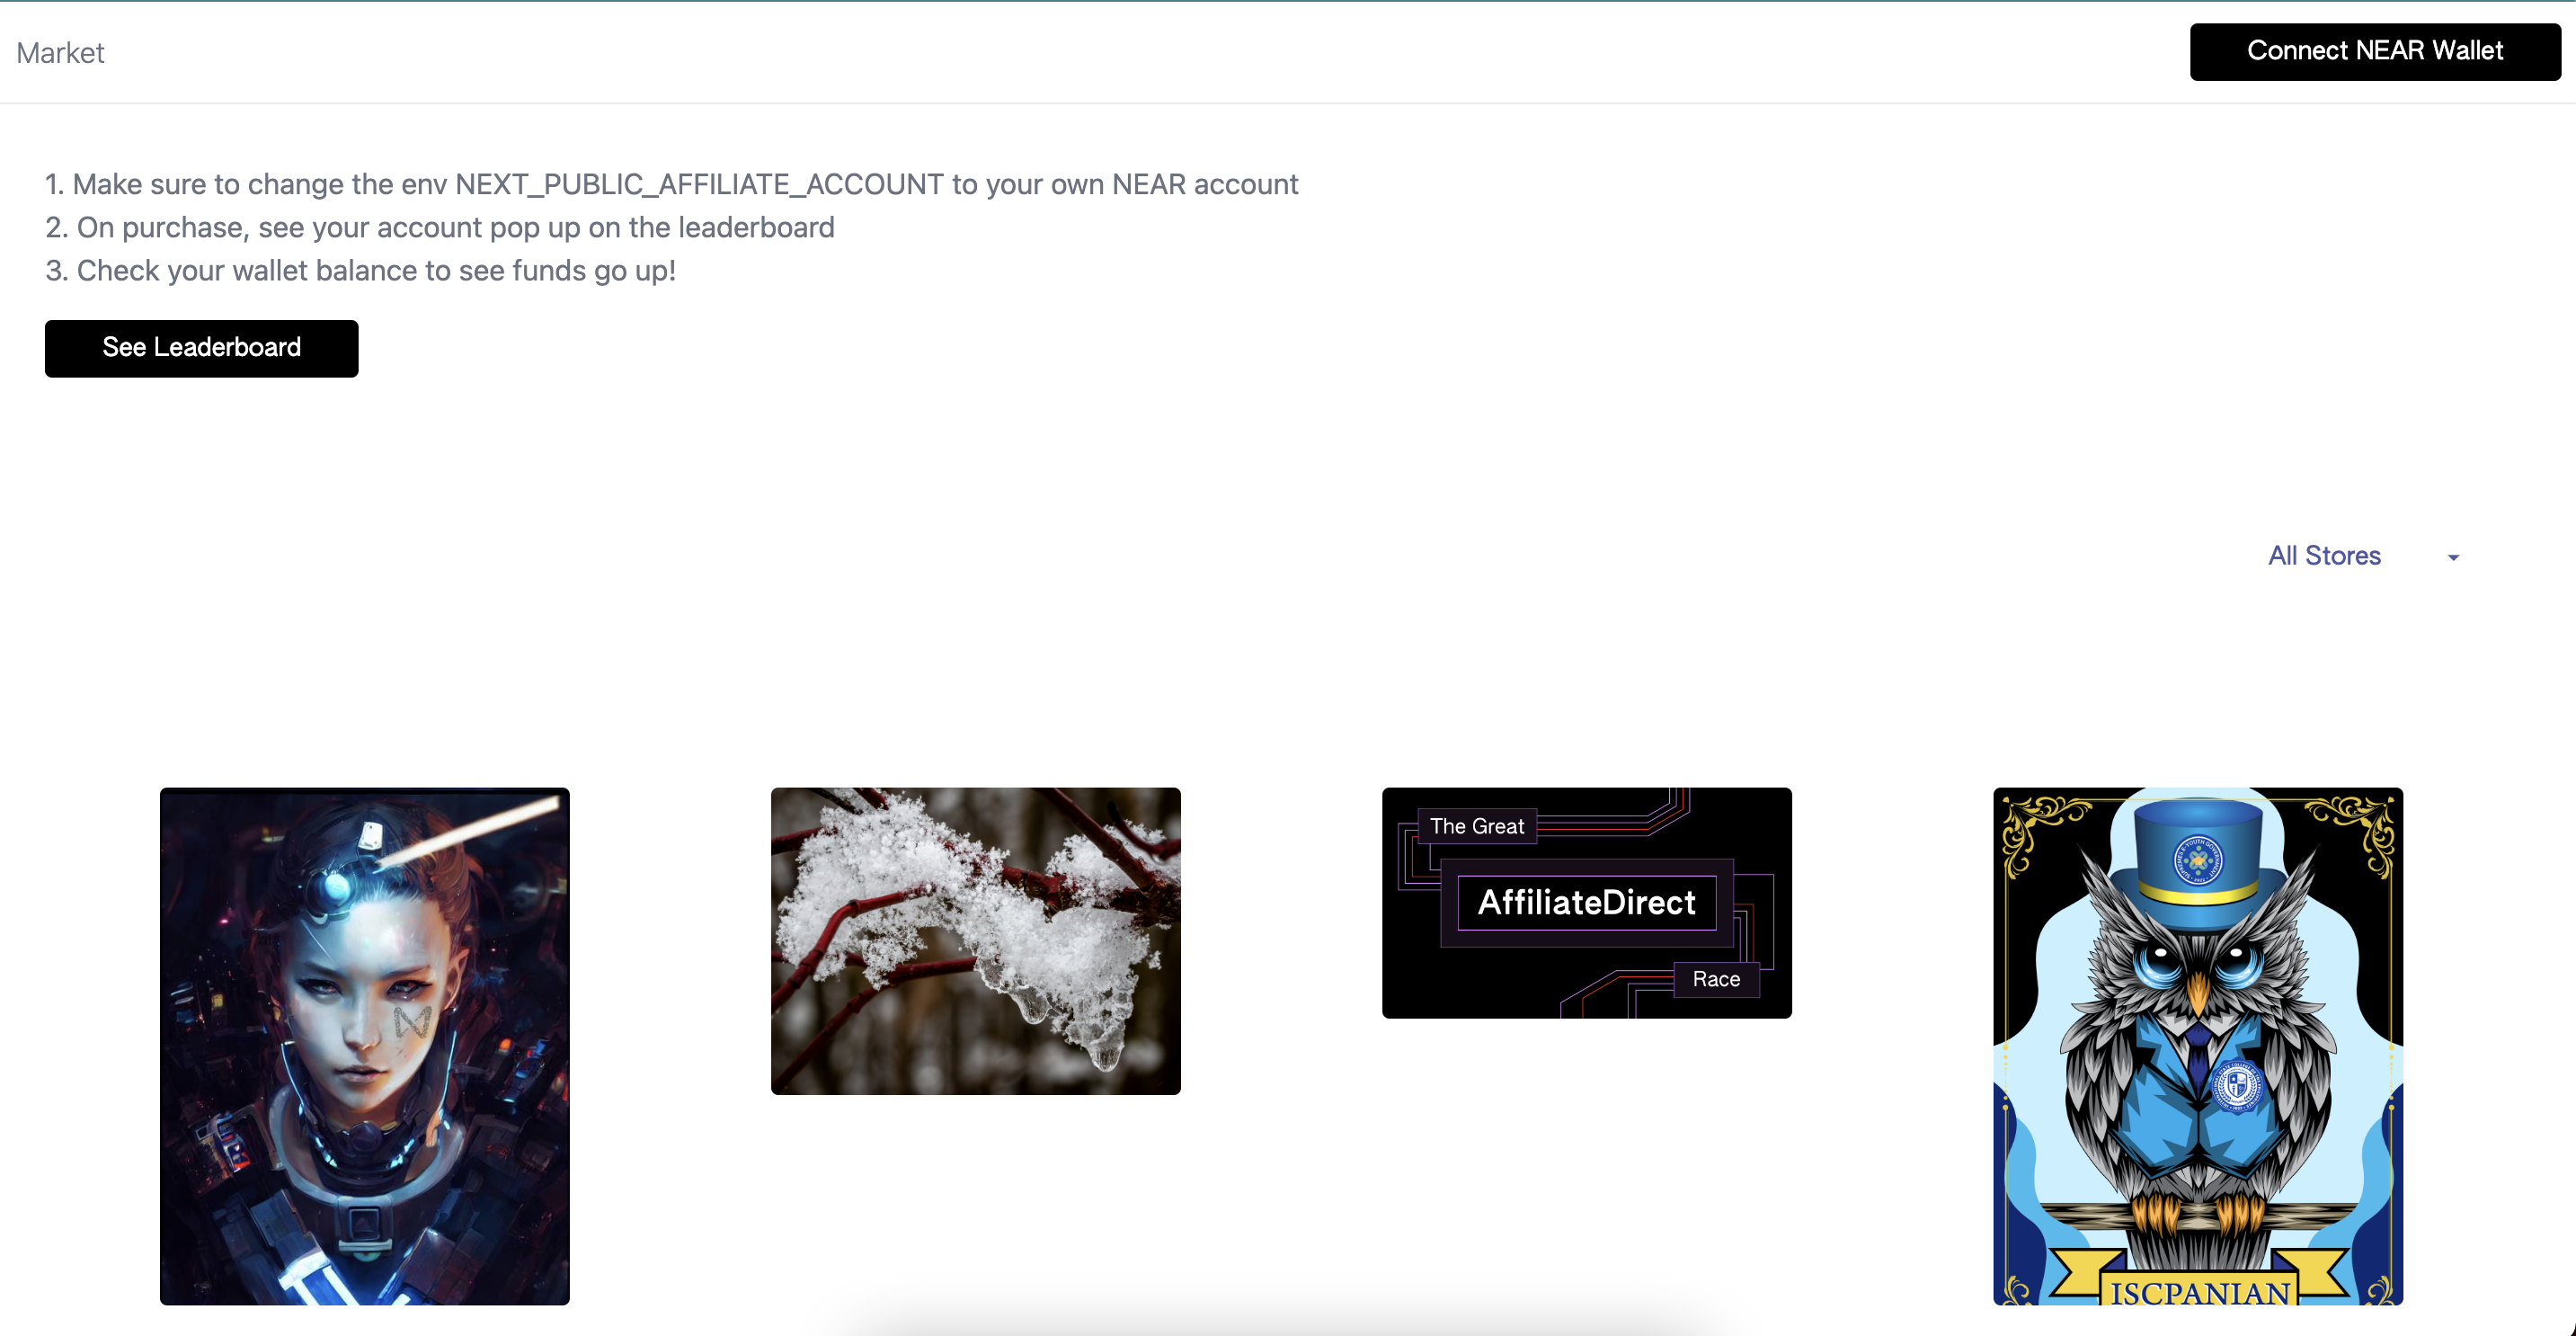 Market
Connect NEAR Wallet
1. Make sure to change the env NEXT_PUBLIC_AFFILIATE_ACCOUNT to your own NEAR account
2. On purchase, see your account pop up on the leaderboard
3. Check your wallet balance to see funds go up!
See Leaderboard
All Stores
The Great
AffiliateDirect
Race
ISCPANIAN